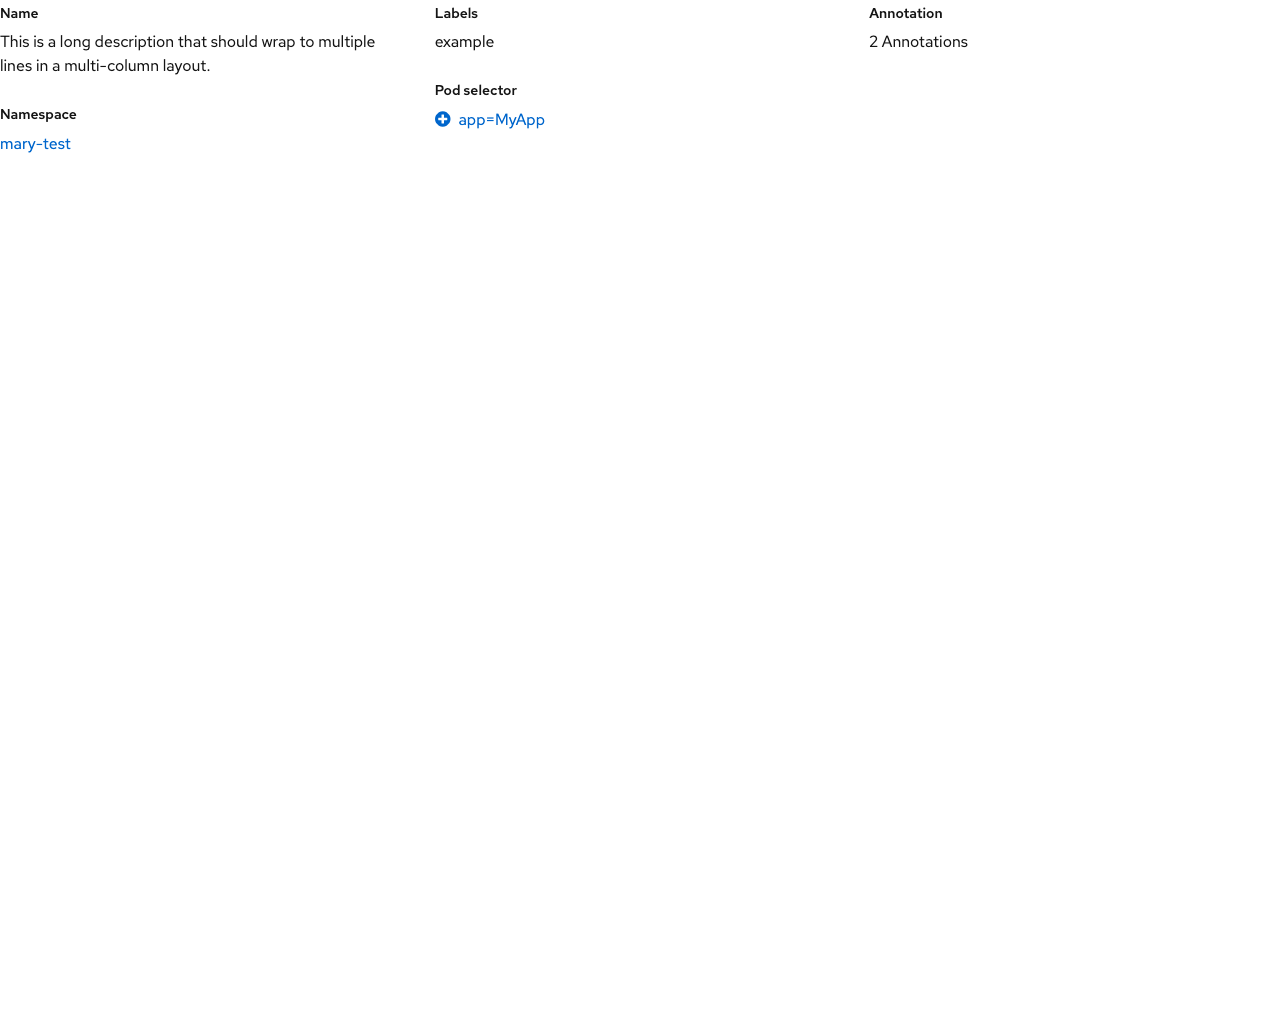 Name
This is a long description that should wrap to multiple
lines in a multi-column layout.
Namespace
mary-test
Labels
example
Pod selector
app=MyApp
Annotation
2 Annotations